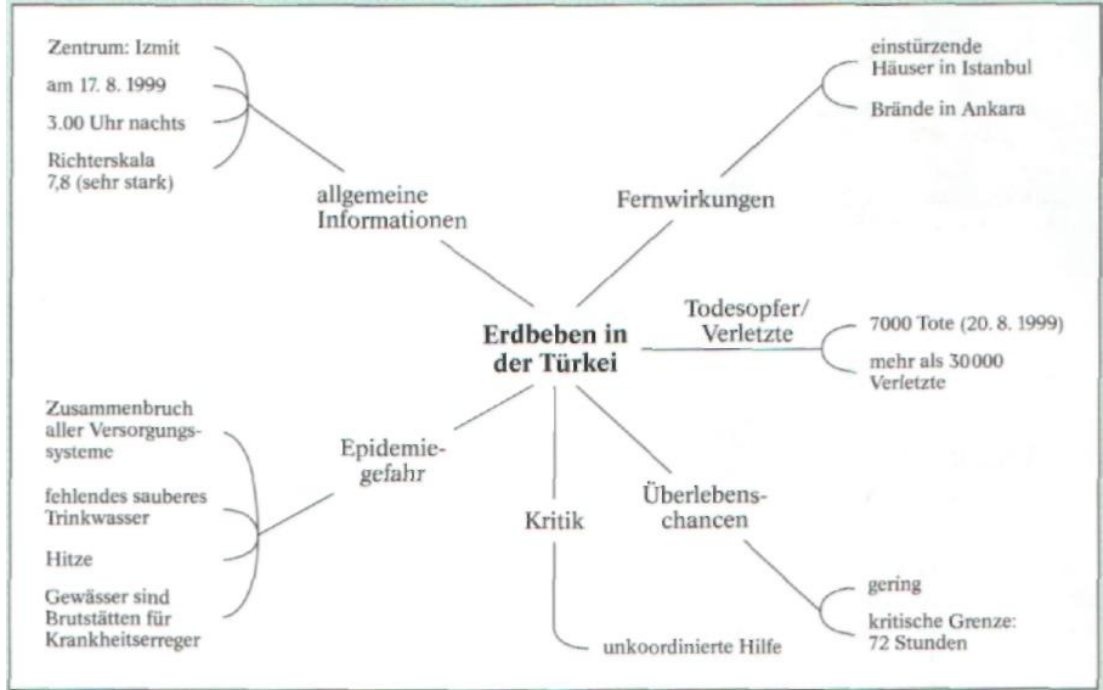 Zentrum: Izmit
am 17. 8. 1999
3.00 Uhr nachts
Richterskala
7,8 (sehr stark)
allgemeine
Informationen
einstürzende
Häuser in Istanbul
Brände in Ankara
Fernwirkungen
Erdbeben in
der Türkei
Todesopfer/
Verletzte
7000 Tote (20. 8. 1999)
mehr als 30000
Verletzte
Zusammenbruch
aller Versorgungs-
systeme
fehlendes sauberes
Trinkwasser
Hitze
Gewässer sind
Brutstätten für
Krankheitserreger
Epidemie-
gefahr
Kritik
unkoordinierte Hilfe
Überlebens-
chancen
gering
kritische Grenze:
72 Stunden